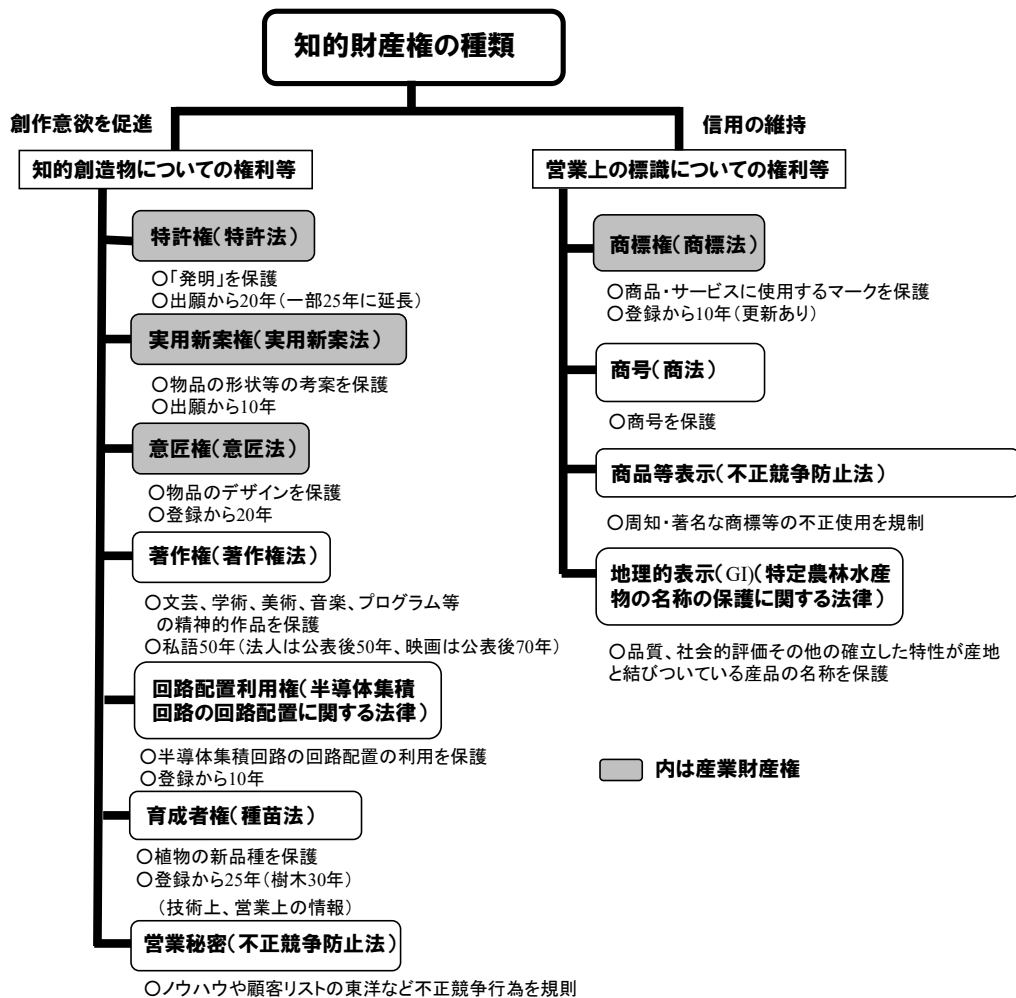 知的財産権の種類
創作意欲を促進
知的創造物についての権利等
特許権(特許法)
○「発明」を保護
○出願から20年(一部25年に延長)
実用新案権(実用新案法)
○物品の形状等の考案を保護
○出願から10年
意匠権(意匠法)
○物品のデザインを保護
○登録から20年
著作権(著作権法)
○文芸、学術、美術、音楽、プログラム等
の精神的作品を保護
○私語50年(法人は公表後50年、映画は公表後70年)
回路配置利用権(半導体集積
回路の回路配置に関する法律)
○半導体集積回路の回路配置の利用を保護
○登録から10年
育成者権(種苗法)
○植物の新品種を保護
○登録から25年(樹木30年)
(技術上、営業上の情報)
営業秘密(不正競争防止法)
○ノウハウや顧客リストの東洋など不正競争行為を規則
信用の維持
営業上の標識についての権利等
商標権(商標法)
○商品・サービスに使用するマークを保護
○登録から10年(更新あり)
商号(商法)
○商号を保護
商品等表示(不正競争防止法)
○周知・著名な商標等の不正使用を規制
地理的表示(GI)(特定農林水産
物の名称の保護に関する法律)
○品質、社会的評価その他の確立した特性が産地
と結びついている産品の名称を保護
内は産業財産権